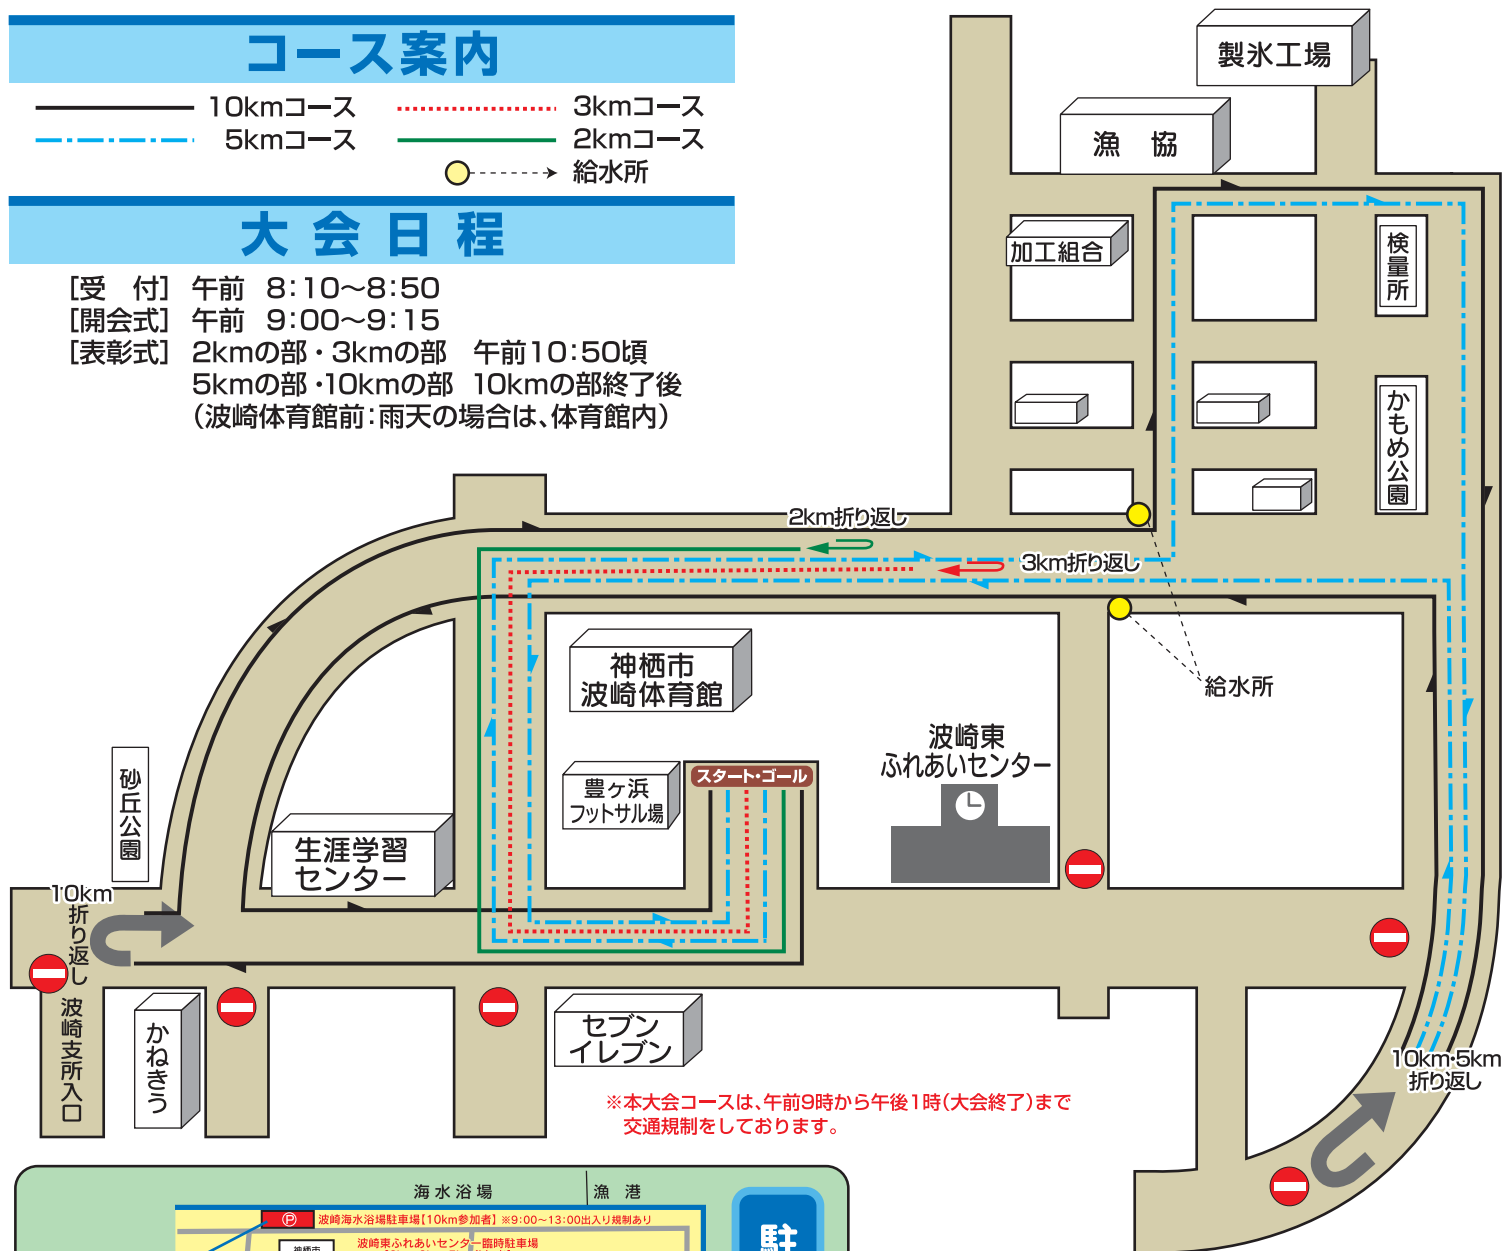 コース案内
10kmコース
3kmコース
5kmコース
2kmコース
給水所
大会日程
[受　付] 午前 8:10〜8:50
[開会式] 午前 9:00〜9:15
[表彰式] 2kmの部・3kmの部 午前10:50頃
5kmの部・10kmの部 10kmの部終了後
（波崎体育館前:雨天の場合は、体育館内）
製氷工場
漁　協
加工組合
検量所
かもめ公園
2km折り返し
3km折り返し
給水所
神栖市
波崎体育館
波崎東
ふれあいセンター
スタート・ゴール
豊ヶ浜
フットサル場
砂丘公園
生涯学習
センター
10km
折り返し
波崎支所入口
かねきう
セブン
イレブン
10km・5km
折り返し
※本大会コースは、午前9時から午後1時（大会終了）まで
交通規制をしております。
海水浴場
漁　港
P
波崎海水浴場駐車場【10km参加者】 ※9:00〜13:00出入り規制あり
波崎東ふれあいセンター臨時駐車場
駐